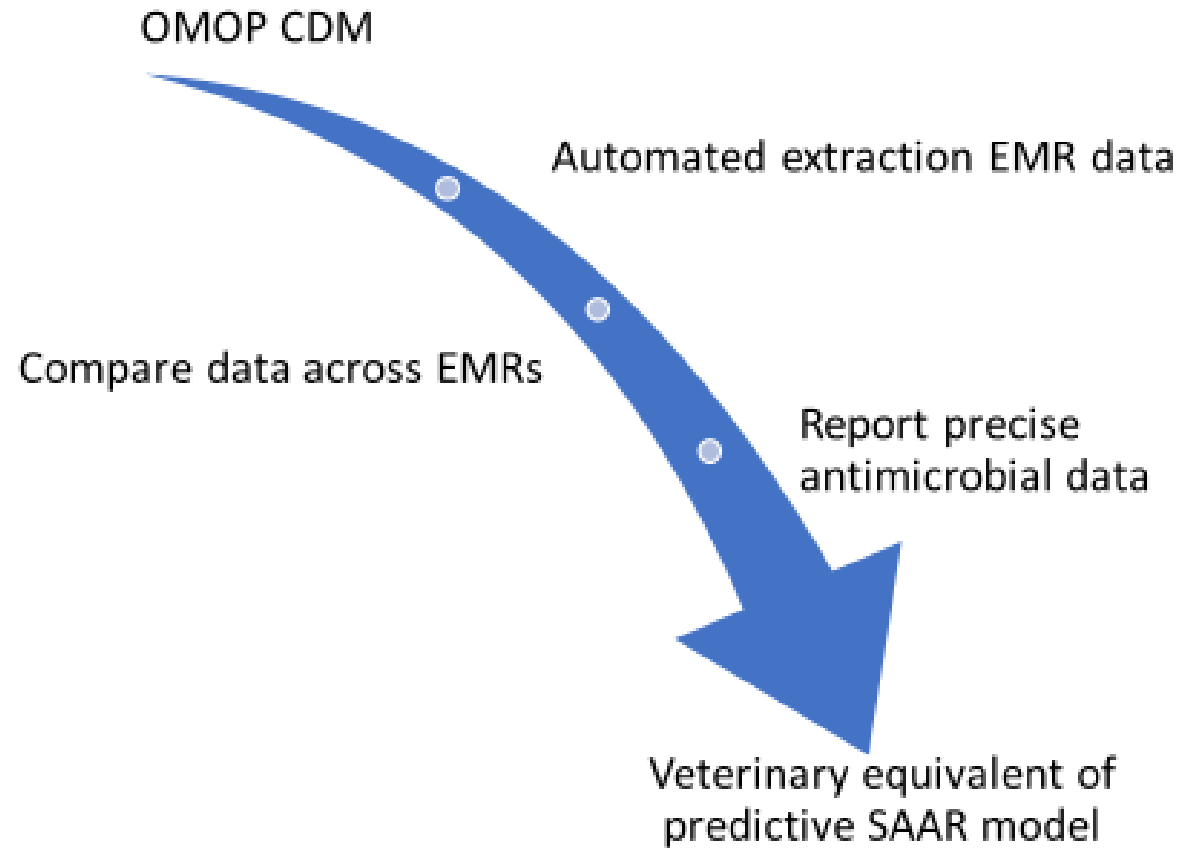 OMOP CDM
Automated extraction EMR data
Compare data across EMRs
Report precise
antimicrobial data
Veterinary equivalent of
predictive SAAR model